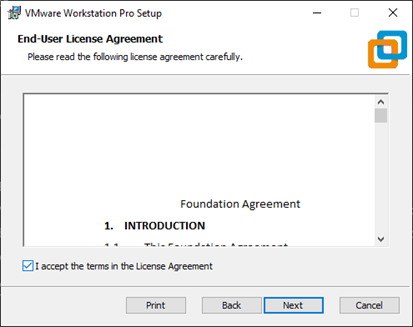 VMware Workstation Pro Setup
End-User License Agreement
Please read the following license agreement carefully.
Foundation Agreement
1. INTRODUCTION
1.1 This Foundation Agreement
I accept the terms in the License Agreement
Print
Back
Next
Cancel